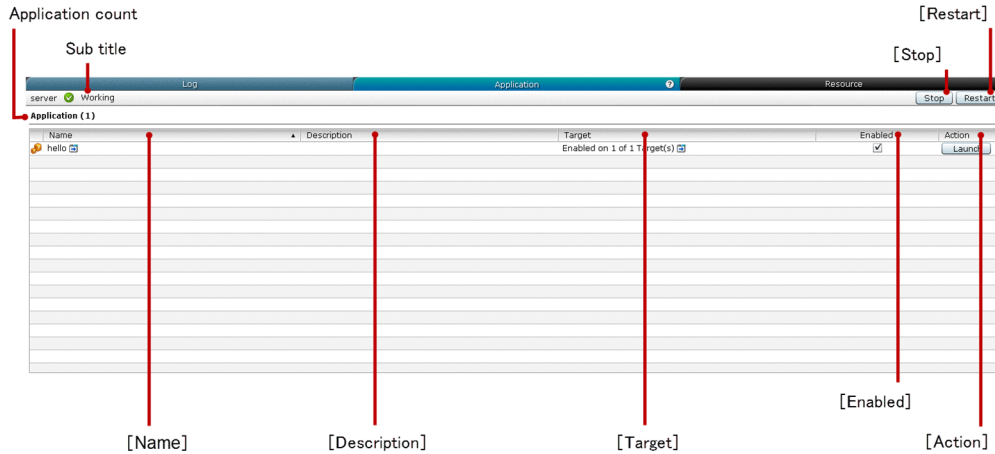 Application count
[Restart]
Sub title
[Stop]
Log
Application
Resource
server Working
Stop Restart
Application (1)
Name Description Target Enabled Action
hello Enabled on 1 of 1 Target(s) Launch
[Enabled]
[Name] [Description] [Target] [Action]